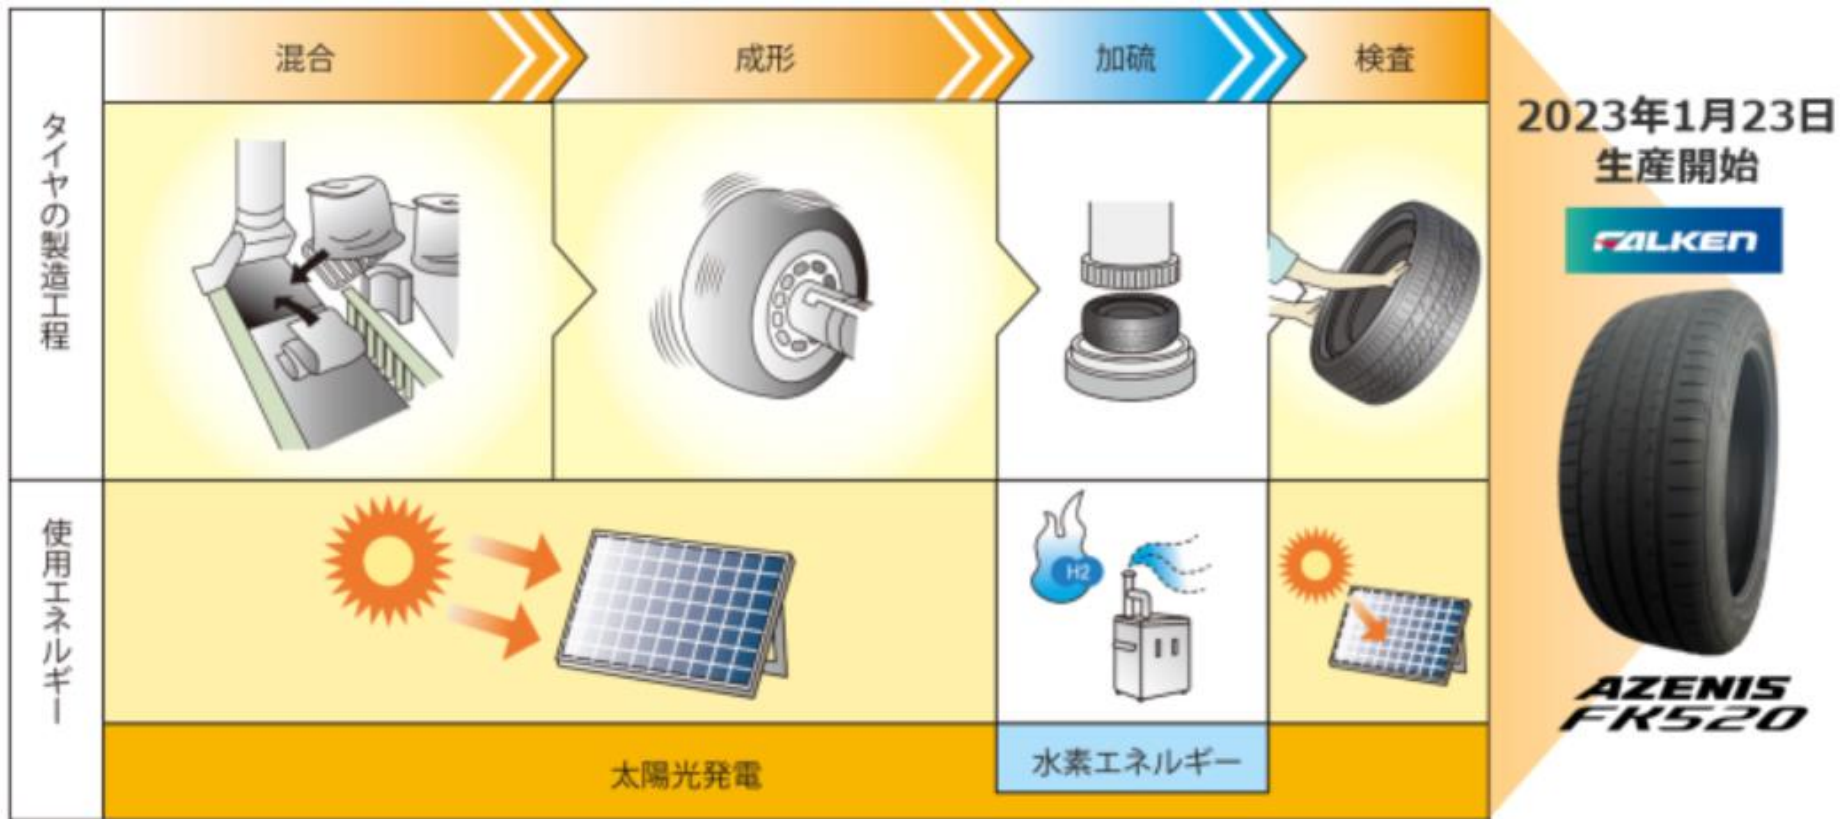 タイヤの製造工程
混合
成形
加硫
検査
使用エネルギー
H2
太陽光発電
水素エネルギー
2023年1月23日
生産開始
FALKEN
AZENIS
FK520